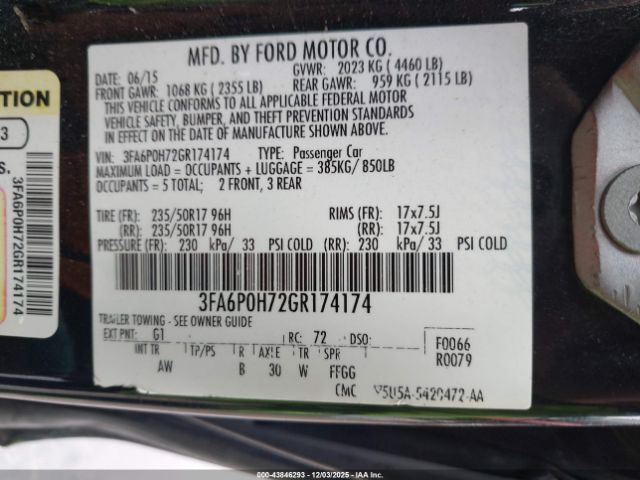 MFD. BY FORD MOTOR CO.
DATE: 06/15 GVWR: 2023 KG ( 4460 LB)
FRONT GAWR: 1068 KG ( 2355 LB) REAR GAWR: 959 KG ( 2115 LB)
THIS VEHICLE CONFORMS TO ALL APPLICABLE FEDERAL MOTOR
VEHICLE SAFETY, BUMPER, AND THEFT PREVENTION STANDARDS
IN EFFECT ON THE DATE OF MANUFACTURE SHOWN ABOVE.
VIN: 3FA6P0H72GR174174 TYPE: Passenger Car
MAXIMUM LOAD = OCCUPANTS + LUGGAGE = 385KG/ 850LB
OCCUPANTS = 5 TOTAL; 2 FRONT, 3 REAR
TIRE (FR): 235/50R17 96H RIMS (FR): 17x7.5J
(RR): 235/50R17 96H (RR): 17x7.5J
PRESSURE (FR): 230 kPa/ 33 PSI COLD (RR): 230 kPa/ 33 PSI COLD
3FA6P0H72GR174174
TRAILER TOWING - SEE OWNER GUIDE
EXT PNT: G1 RC: 72 DSO: F0066
INT TR TP/PS R AXLE TR SPR R0079
AW B 30 W FFGG
CMC 5U5A-5420472-AA
TION
3
S.
3FA6P0H72GR174174
© 000-43846293 - 12/03/2025 - IAA, LLC.